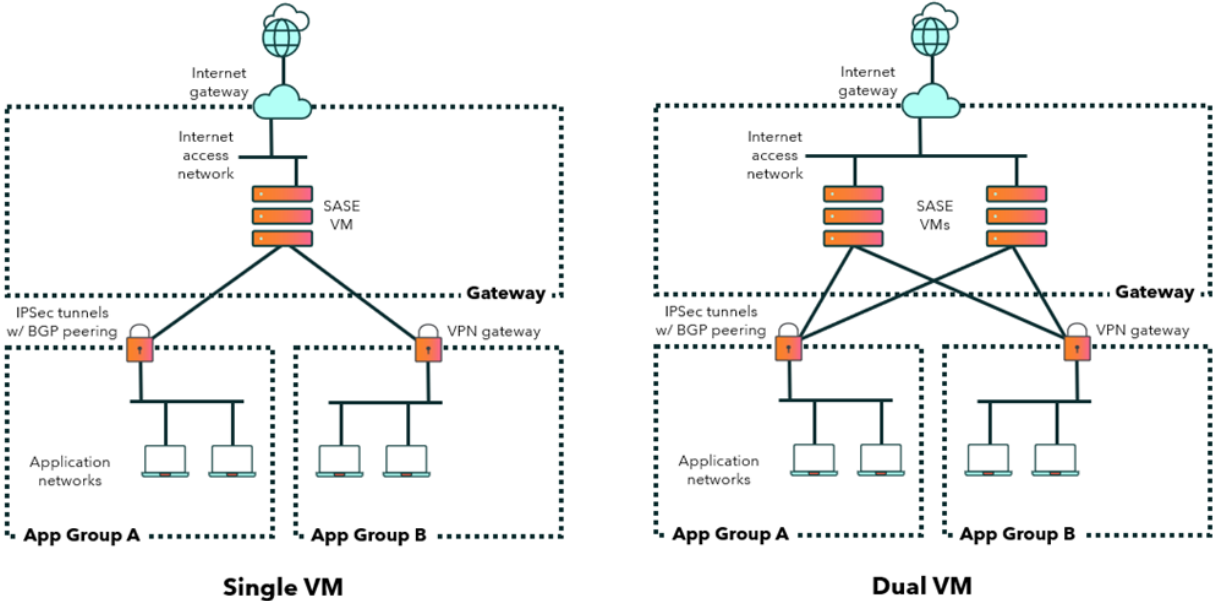 Internet
gateway
Internet
access
network
SASE
VM
Gateway
IPSec tunnels
w/ BGP peering
VPN gateway
Application
networks
App Group A
App Group B
Single VM
Internet
gateway
Internet
access
network
SASE
VMs
Gateway
IPSec tunnels
w/ BGP peering
VPN gateway
Application
networks
App Group A
App Group B
Dual VM